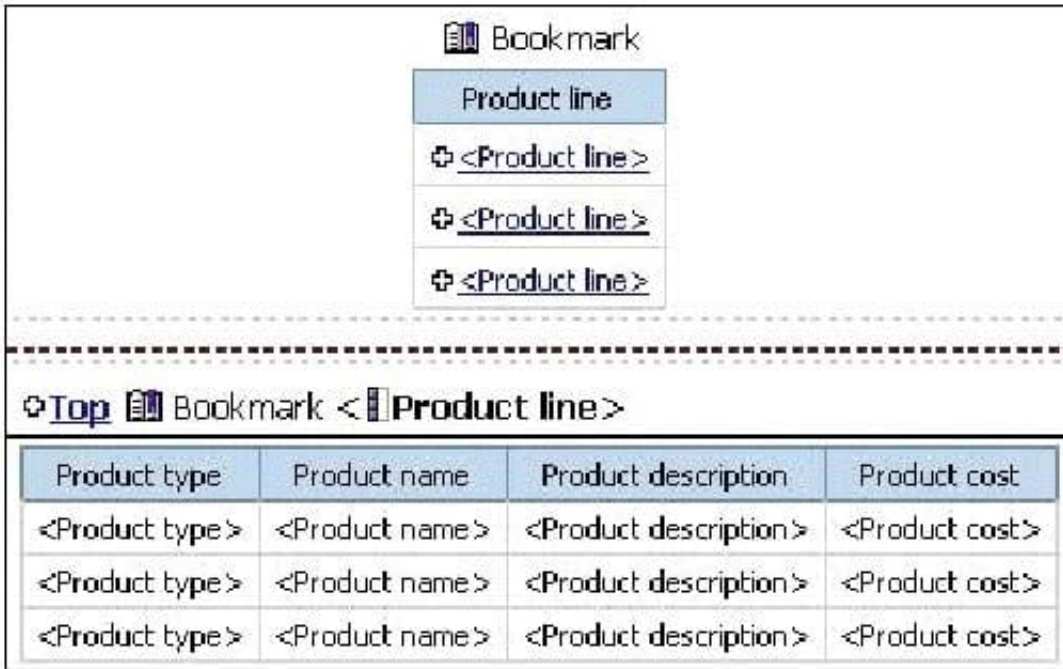 Bookmark
Product line
<Product line>
<Product line>
<Product line>
Top Bookmark <Product line>
Product type Product name Product description Product cost
<Product type> <Product name> <Product description> <Product cost>
<Product type> <Product name> <Product description> <Product cost>
<Product type> <Product name> <Product description> <Product cost>